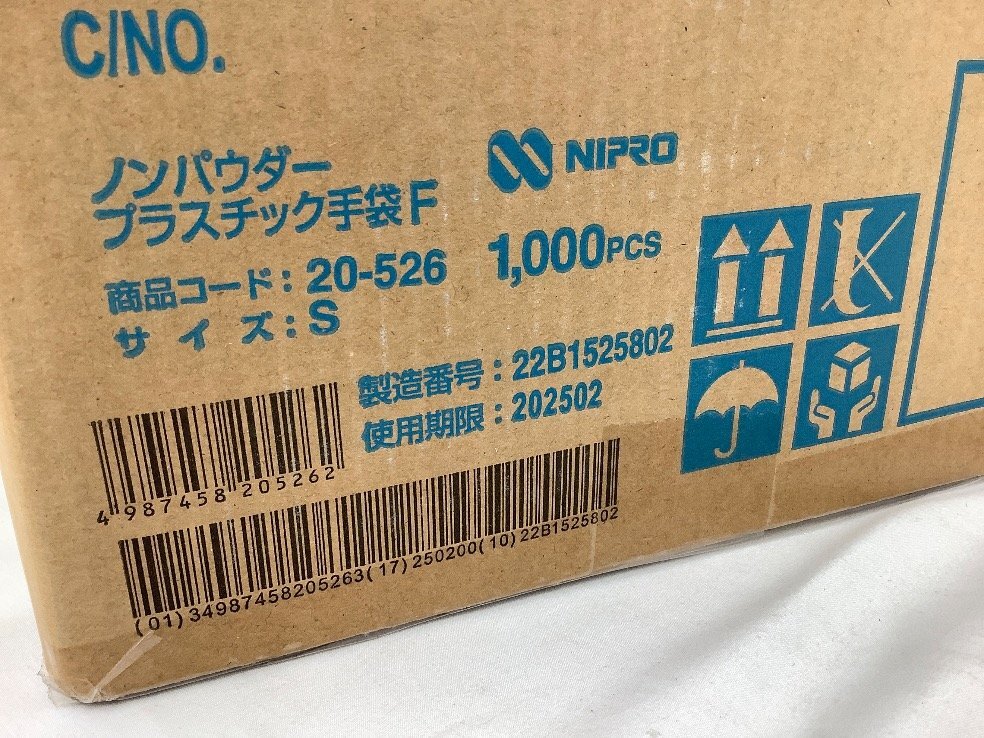 C/NO.
ノンパウダー
プラスチック手袋F
NIPRO
商品コード：20-526
1,000PCS
サイズ：S
製造番号：22B1525802
使用期限：202502
4 987458 205262
(01)34987458205263(17)250200(10)22B1525802